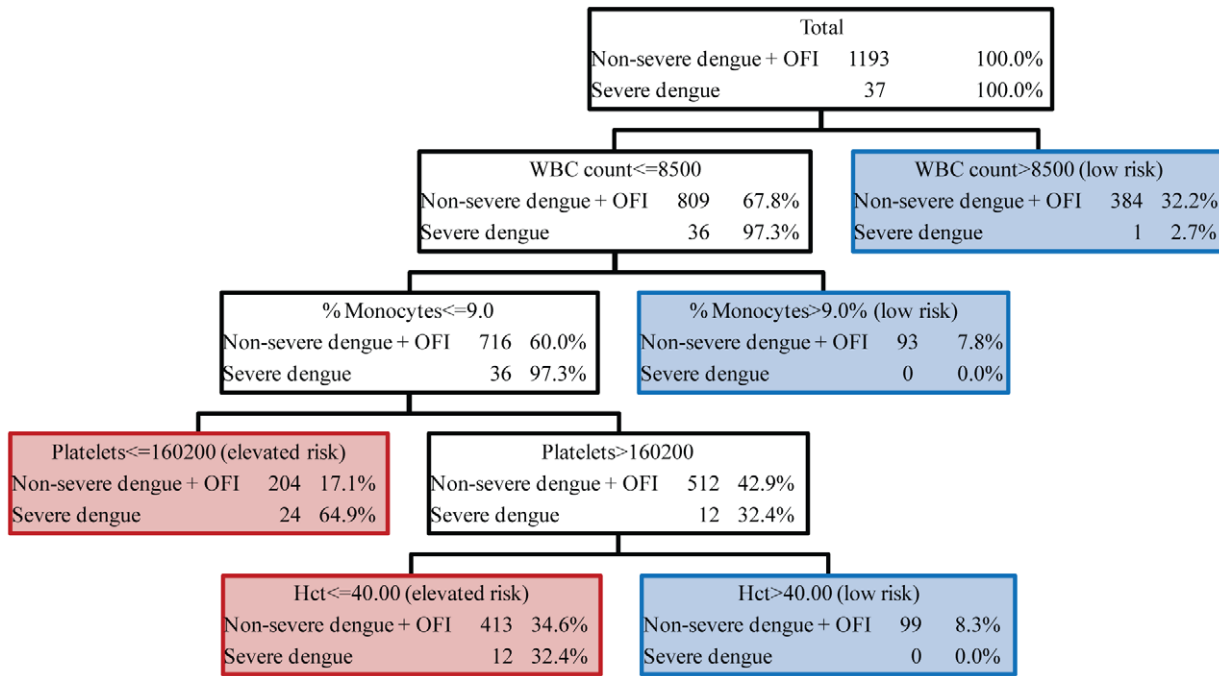 Total
Non-severe dengue + OFI 1193 100.0%
Severe dengue 37 100.0%
WBC count<=8500
Non-severe dengue + OFI 809 67.8%
Severe dengue 36 97.3%
WBC count>8500 (low risk)
Non-severe dengue + OFI 384 32.2%
Severe dengue 1 2.7%
% Monocytes<=9.0
Non-severe dengue + OFI 716 60.0%
Severe dengue 36 97.3%
% Monocytes>9.0% (low risk)
Non-severe dengue + OFI 93 7.8%
Severe dengue 0 0.0%
Platelets<=160200 (elevated risk)
Non-severe dengue + OFI 204 17.1%
Severe dengue 24 64.9%
Platelets>160200
Non-severe dengue + OFI 512 42.9%
Severe dengue 12 32.4%
Hct<=40.00 (elevated risk)
Non-severe dengue + OFI 413 34.6%
Severe dengue 12 32.4%
Hct>40.00 (low risk)
Non-severe dengue + OFI 99 8.3%
Severe dengue 0 0.0%